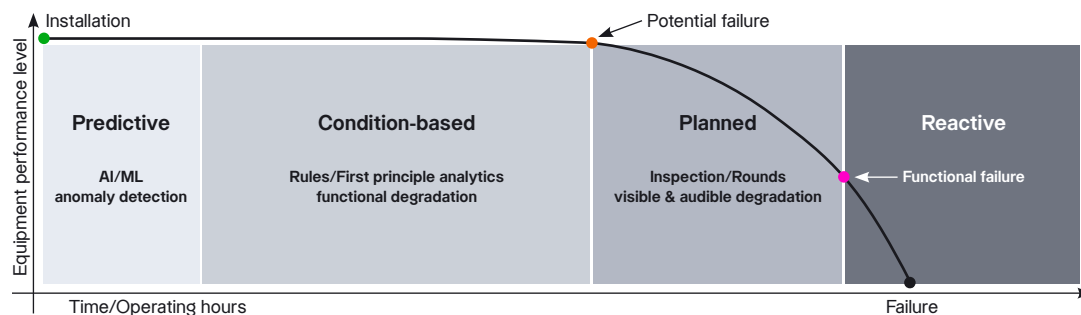 Installation
Potential failure
Equipment performance level
Predictive
Condition-based
Planned
Reactive
AI/ML
anomaly detection
Rules/First principle analytics
functional degradation
Inspection/Rounds
visible & audible degradation
Functional failure
Time/Operating hours
Failure